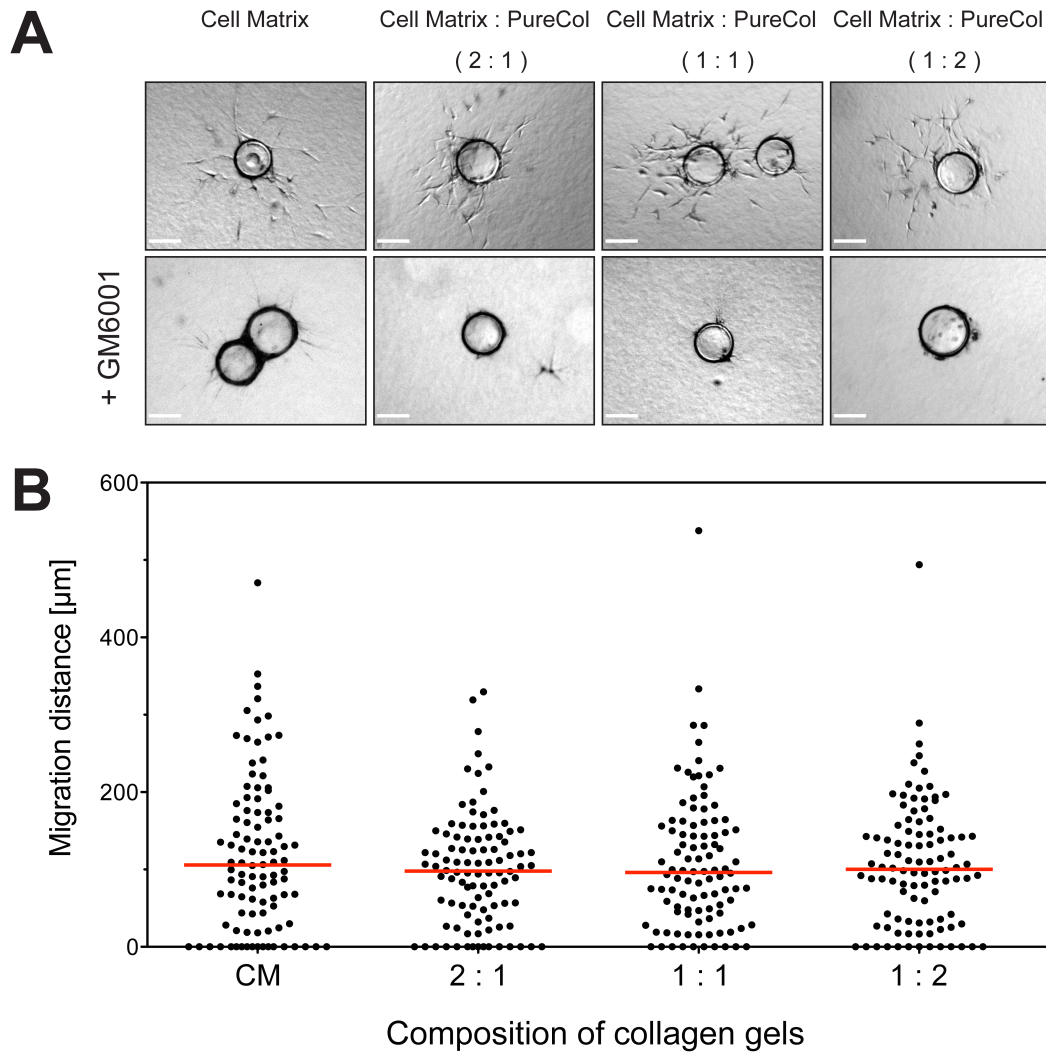 A
Cell Matrix
Cell Matrix : PureCol
Cell Matrix : PureCol
Cell Matrix : PureCol
( 2 : 1 )
( 1 : 1 )
( 1 : 2 )
+ GM6001
B
Migration distance [μm]
600
400
200
0
CM
2 : 1
1 : 1
1 : 2
Composition of collagen gels